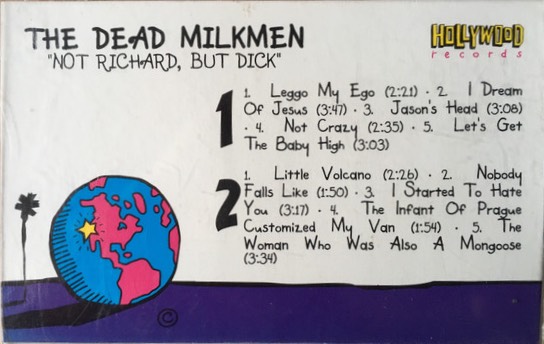 THE DEAD MILKMEN
"NOT RICHARD, BUT DICK"
HOLLYWOOD
records
1
1. Leggo My Ego (2:21) · 2. I Dream
Of Jesus (3:47) · 3. Jason's Head (3:08)
· 4. Not Crazy (2:35) · 5. Let's Get
The Baby High (3:03)
2
1. Little Volcano (2:26) · 2. Nobody
Falls Like (1:50) · 3. I Started To Hate
You (3:17) · 4. The Infant Of Prague
Customized My Van (1:54) · 5. The
Woman Who Was Also A Mongoose
(3:34)
©